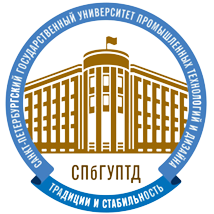 САНКТ-ПЕТЕРБУРГСКИЙ ГОСУДАРСТВЕННЫЙ УНИВЕРСИТЕТ ПРОМЫШЛЕННЫХ ТЕХНОЛОГИЙ И ДИЗАЙНА
СПбГУПТД
ТРАДИЦИИ И СТАБИЛЬНОСТЬ